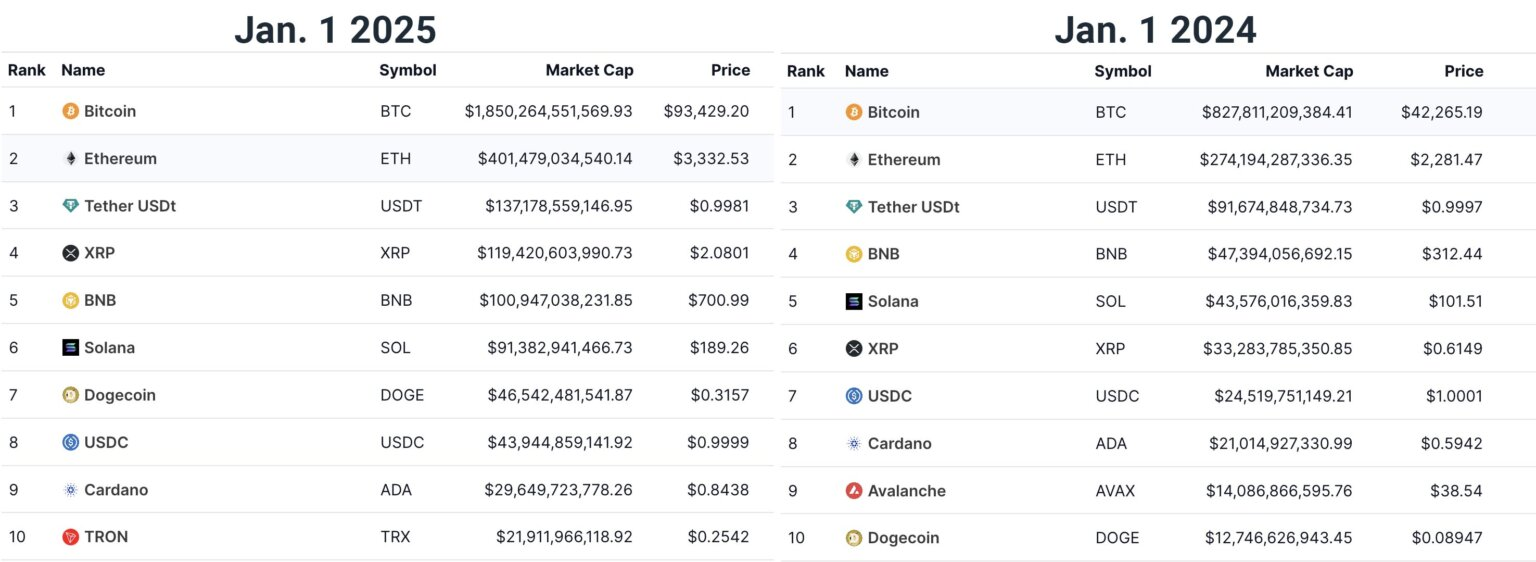 Jan. 1 2025
Rank Name Symbol Market Cap Price
1 Bitcoin BTC $1,850,264,551,569.93 $93,429.20
2 Ethereum ETH $401,479,034,540.14 $3,332.53
3 Tether USDt USDT $137,178,559,146.95 $0.9981
4 XRP XRP $119,420,603,990.73 $2.0801
5 BNB BNB $100,947,038,231.85 $700.99
6 Solana SOL $91,382,941,466.73 $189.26
7 Dogecoin DOGE $46,542,481,541.87 $0.3157
8 USDC USDC $43,944,859,141.92 $0.9999
9 Cardano ADA $29,649,723,778.26 $0.8438
10 TRON TRX $21,911,966,118.92 $0.2542
Jan. 1 2024
Rank Name Symbol Market Cap Price
1 Bitcoin BTC $827,811,209,384.41 $42,265.19
2 Ethereum ETH $274,194,287,336.35 $2,281.47
3 Tether USDt USDT $91,674,848,734.73 $0.9997
4 BNB BNB $47,394,056,692.15 $312.44
5 Solana SOL $43,576,016,359.83 $101.51
6 XRP XRP $33,283,785,350.85 $0.6149
7 USDC USDC $24,519,751,149.21 $1.0001
8 Cardano ADA $21,014,927,330.99 $0.5942
9 Avalanche AVAX $14,086,866,595.76 $38.54
10 Dogecoin DOGE $12,746,626,943.45 $0.08947